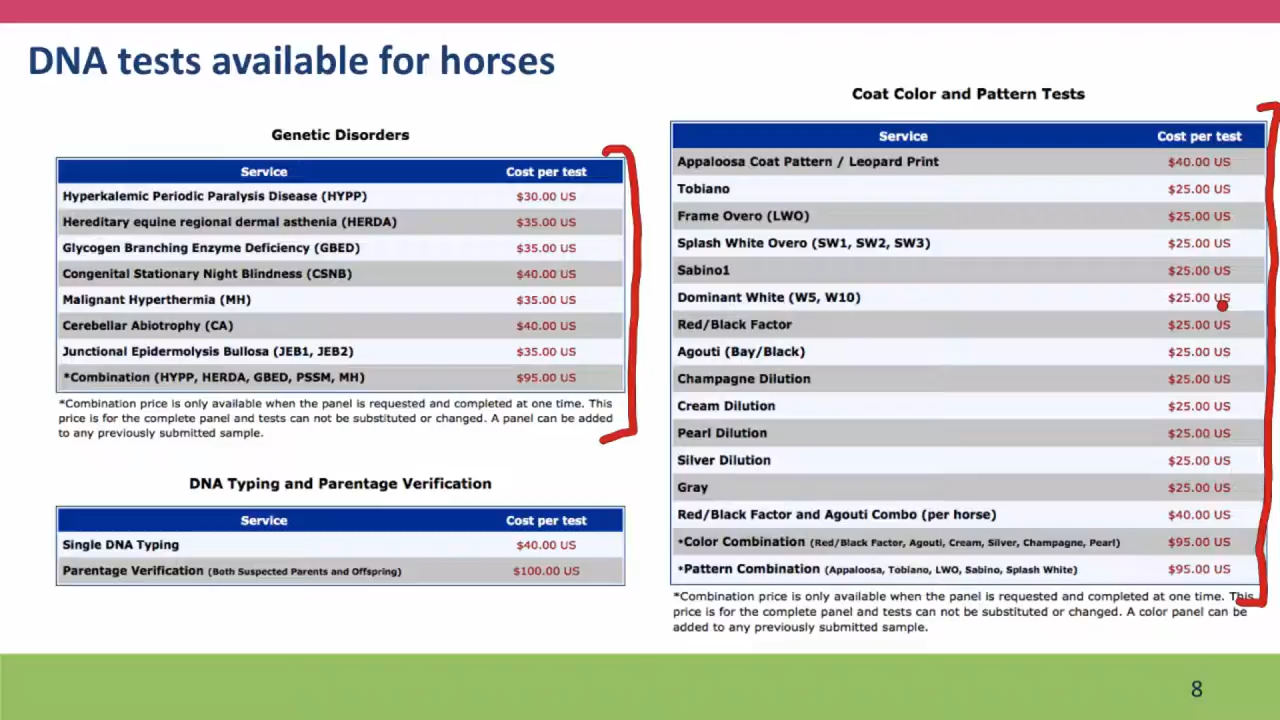 DNA tests available for horses
Genetic Disorders
Service Cost per test
Hyperkalemic Periodic Paralysis Disease (HYPP) $30.00 US
Hereditary equine regional dermal asthenia (HERDA) $35.00 US
Glycogen Branching Enzyme Deficiency (GBED) $35.00 US
Congenital Stationary Night Blindness (CSNB) $40.00 US
Malignant Hyperthermia (MH) $35.00 US
Cerebellar Abiotrophy (CA) $40.00 US
Junctional Epidermolysis Bullosa (JEB1, JEB2) $35.00 US
*Combination (HYPP, HERDA, GBED, PSSM, MH) $95.00 US
*Combination price is only available when the panel is requested and completed at one time. This
price is for the complete panel and tests can not be substituted or changed. A panel can be added
to any previously submitted sample.
DNA Typing and Parentage Verification
Service Cost per test
Single DNA Typing $40.00 US
Parentage Verification (Both Suspected Parents and Offspring) $100.00 US
Coat Color and Pattern Tests
Service Cost per test
Appaloosa Coat Pattern / Leopard Print $40.00 US
Tobiano $25.00 US
Frame Overo (LWO) $25.00 US
Splash White Overo (SW1, SW2, SW3) $25.00 US
Sabino1 $25.00 US
Dominant White (W5, W10) $25.00 US
Red/Black Factor $25.00 US
Agouti (Bay/Black) $25.00 US
Champagne Dilution $25.00 US
Cream Dilution $25.00 US
Pearl Dilution $25.00 US
Silver Dilution $25.00 US
Gray $25.00 US
Red/Black Factor and Agouti Combo (per horse) $40.00 US
*Color Combination (Red/Black Factor, Agouti, Cream, Silver, Champagne, Pearl) $95.00 US
*Pattern Combination (Appaloosa, Tobiano, LWO, Sabino, Splash White) $95.00 US
*Combination price is only available when the panel is requested and completed at one time. This
price is for the complete panel and tests can not be substituted or changed. A color panel can be
added to any previously submitted sample.
8